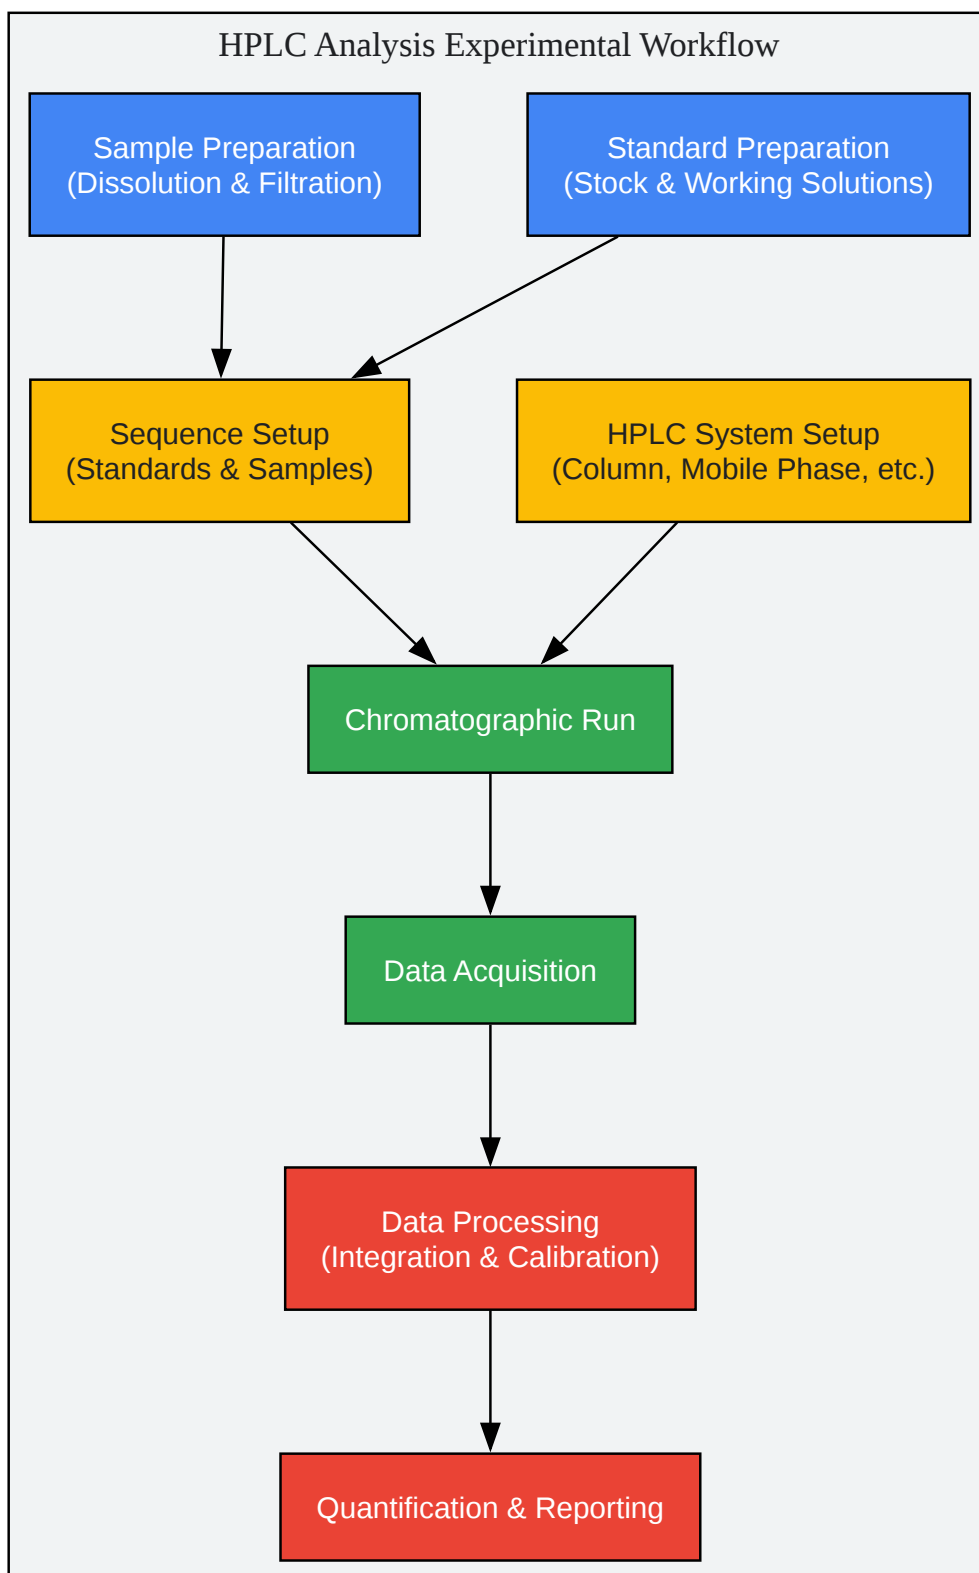 HPLC Analysis Experimental Workflow
Sample Preparation
(Dissolution & Filtration)
Standard Preparation
(Stock & Working Solutions)
Sequence Setup
(Standards & Samples)
HPLC System Setup
(Column, Mobile Phase, etc.)
Chromatographic Run
Data Acquisition
Data Processing
(Integration & Calibration)
Quantification & Reporting